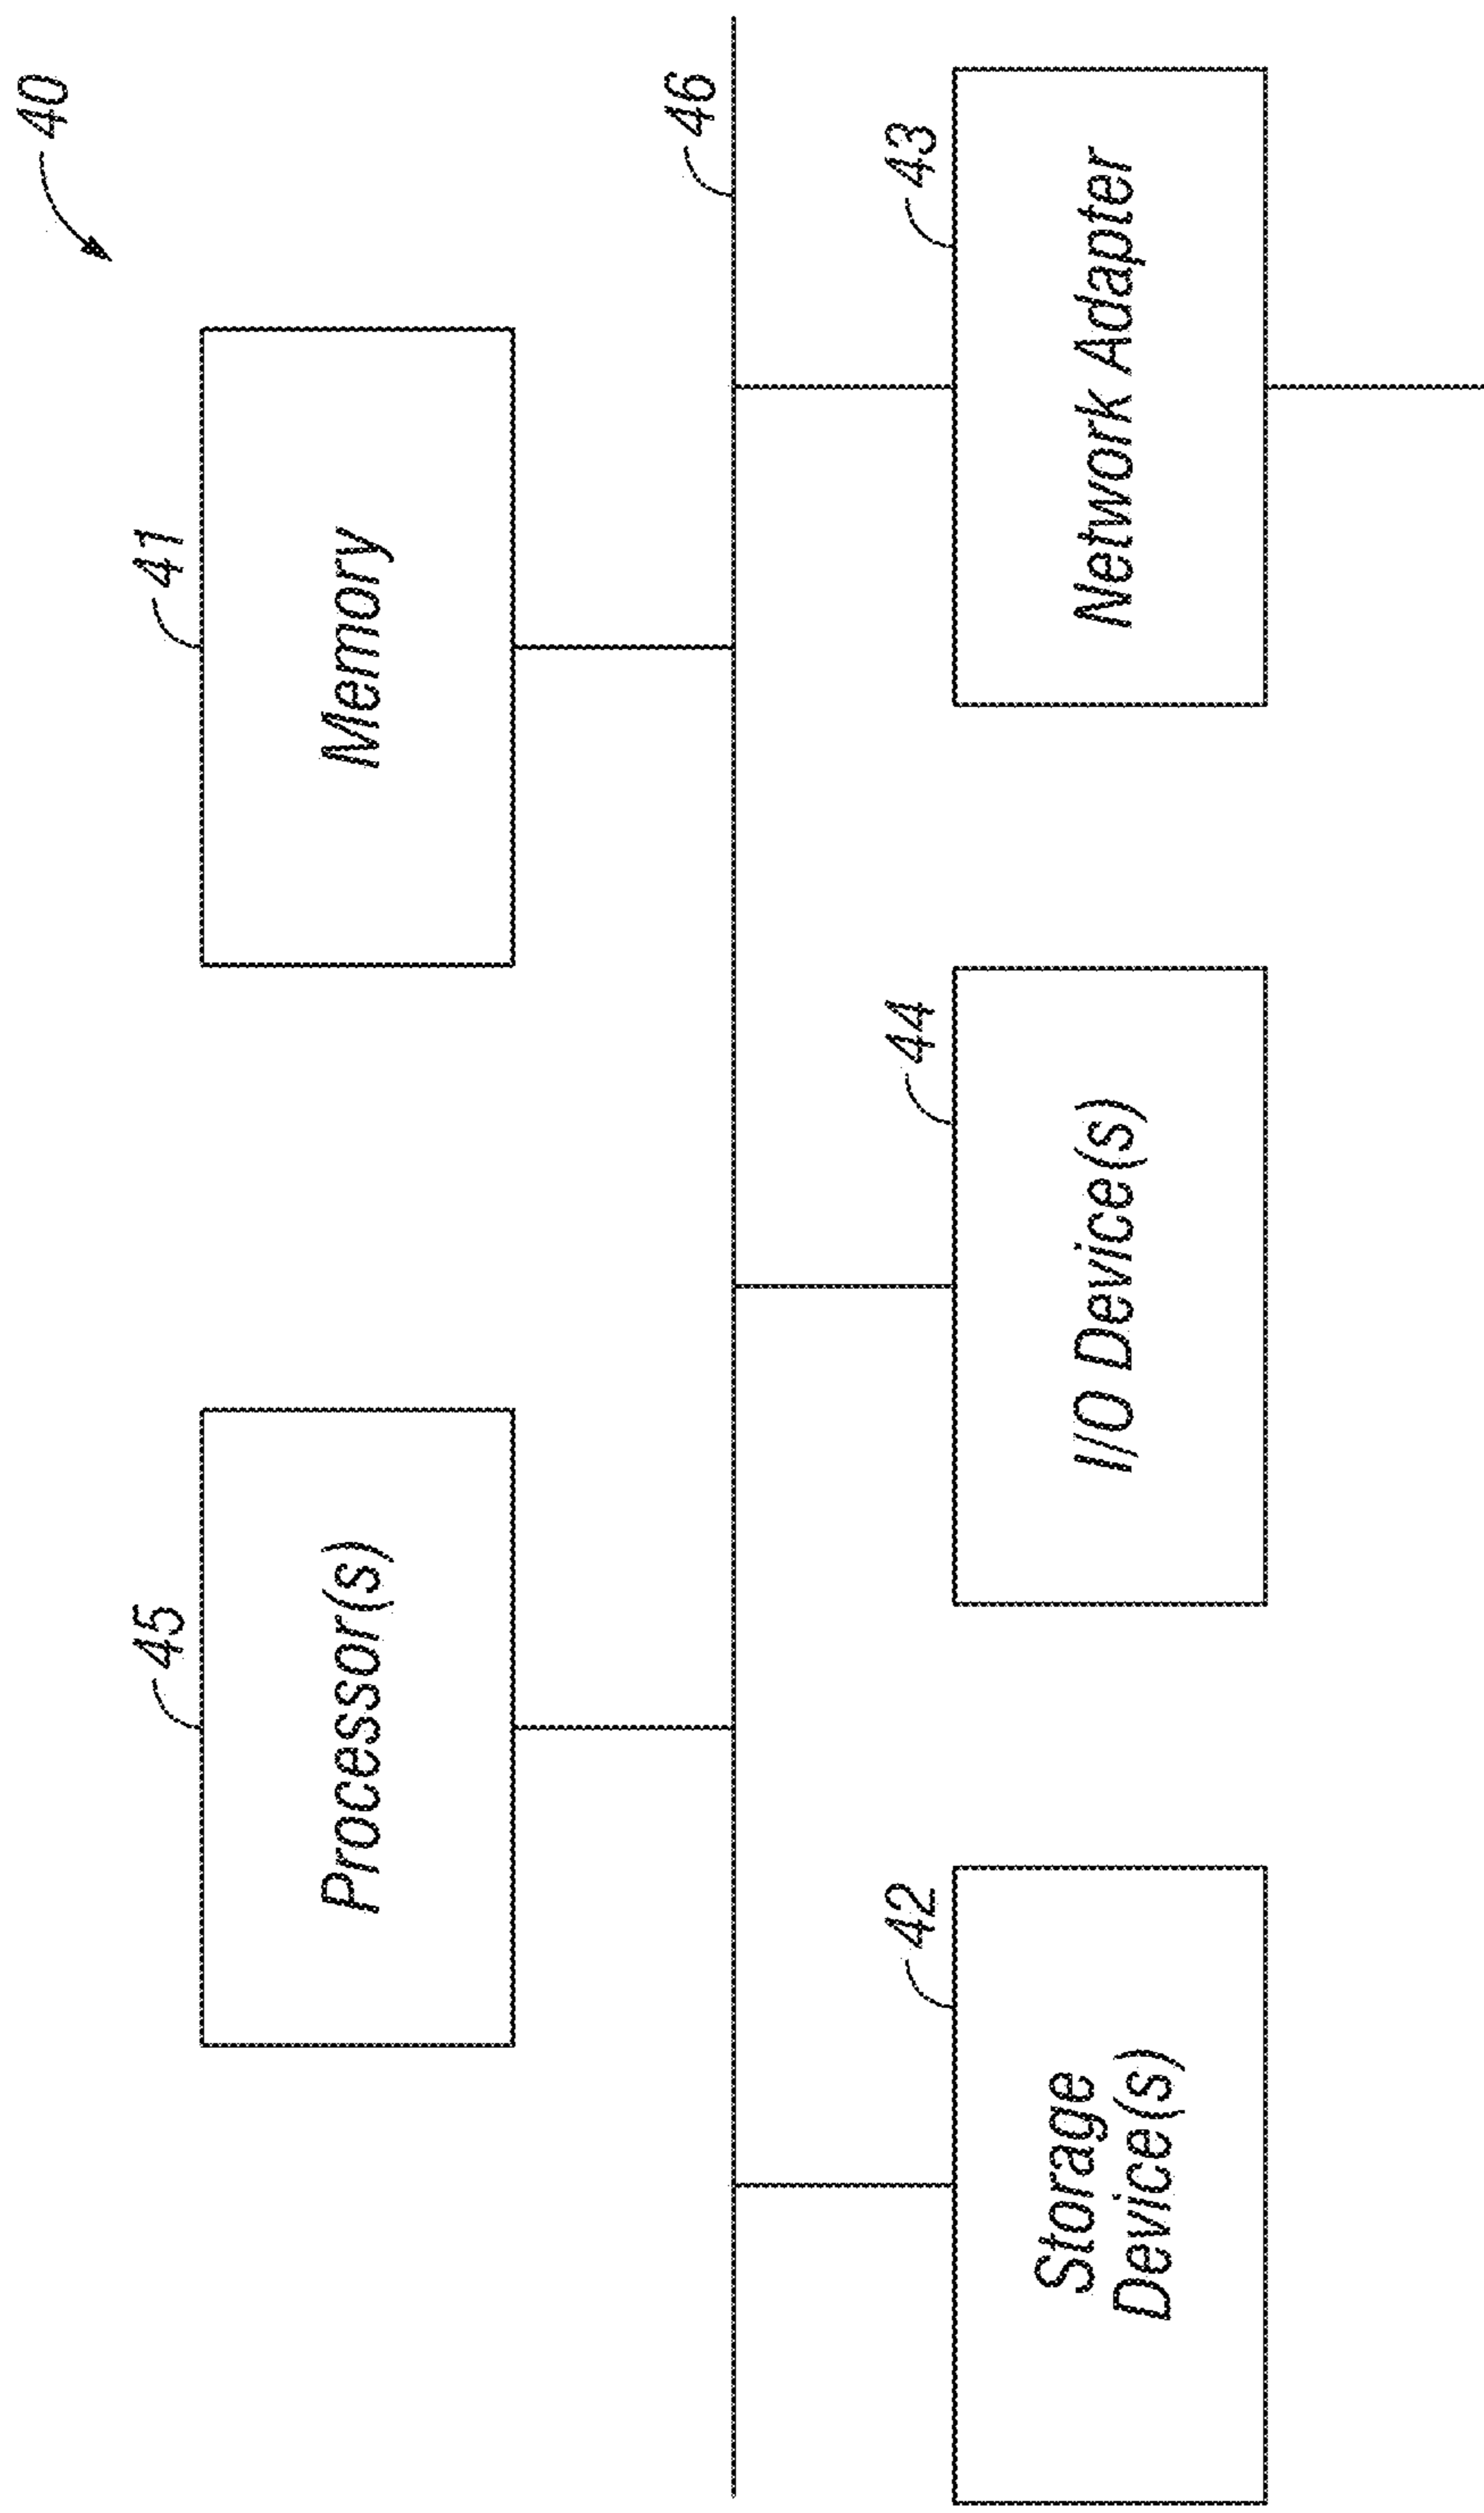 40
45
Processor(s)
41
Memory
46
42
Storage
Device(s)
44
I/O Device(s)
43
Network Adapter